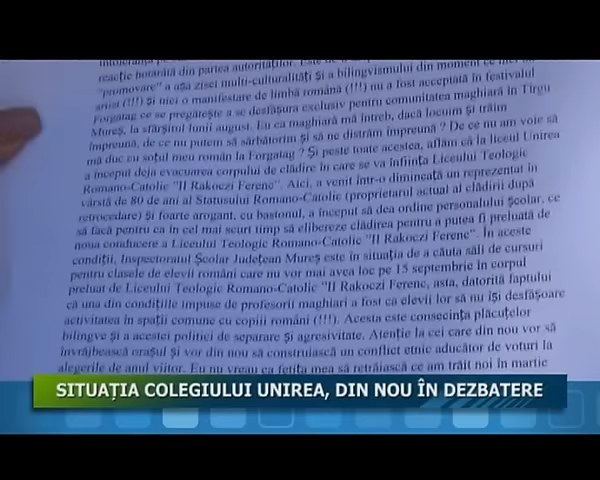 reacție hotărâtă din partea autorităților. Este
"promovare" a așa zisei multi-culturalități și a bilingvismului din moment ce
artist (!!!) și nici o manifestare de limbă română (!!!) nu a fost acceptată în festivalul
Forgatag ce se pregătește a se desfășura exclusiv pentru comunitatea maghiară în Tîrgu
Mureș, la sfârșitul lunii august. Eu ca maghiară mă întreb, dacă locuim și trăim
împreună, de ce nu putem să sărbătorim și să ne distrăm împreună ? De ce nu am voie să
mă duc cu soțul meu român la Forgatag ? Și peste toate acestea, aflăm că la liceul Unirea
a început deja evacuarea corpului de clădire în care se va înființa Liceului Teologic
Romano-Catolic "II Rakoczi Ferenc". Aici, a venit într-o dimineață un reprezentat în
vârstă de 80 de ani al Statusului Romano-Catolic (proprietarul actual al clădirii după
retrocedare) și foarte arogant, cu bastonul, a început să dea ordine personalului școlar, ce
să facă pentru ca în cel mai scurt timp să elibereze clădirea pentru a putea fi preluată de
noua conducere a Liceului Teologic Romano-Catolic "II Rakoczi Ferenc". În aceste
condiții, Inspectoratul Școlar Județean Mureș este în situația de a căuta săli de cursuri
pentru clasele de elevii români care nu vor mai avea loc pe 15 septembrie în corpul
preluat de Liceului Teologic Romano-Catolic "II Rakoczi Ferenc, asta, datorită faptului
că una din condițiile impuse de profesorii maghiari a fost ca elevii lor să nu își desfășoare
activitatea în spații comune cu copiii români (!!!). Acesta este consecința plăcuțelor
bilingve și a acestei politici de separare și agresivitate. Atenție la cei care din nou vor să
învrăjbească orașul și vor din nou să construiască un conflict etnic aducător de voturi la
alegerile de anul viitor. Eu nu vreau ca fetița mea să retrăiască ce am trăit noi în martie
SITUAȚIA COLEGIULUI UNIREA, DIN NOU ÎN DEZBATERE